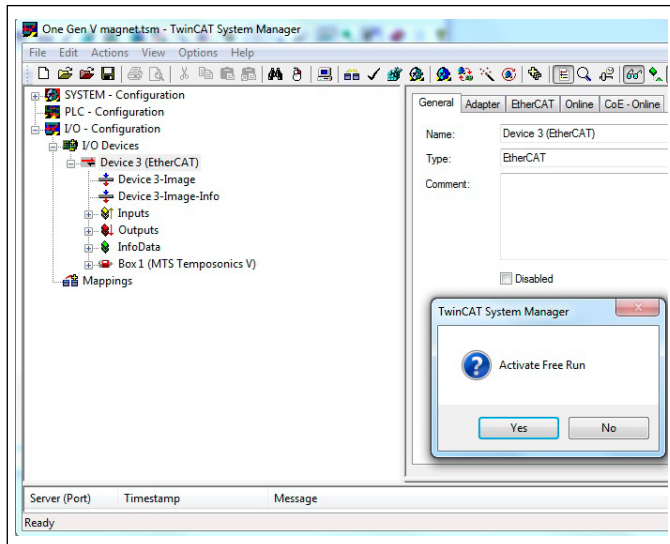 One Gen V magnet.tsm - TwinCAT System Manager
File Edit Actions View Options Help
SYSTEM - Configuration
PLC - Configuration
I/O - Configuration
I/O Devices
Device 3 (EtherCAT)
Device 3-Image
Device 3-Image-Info
Inputs
Outputs
InfoData
Box 1 (MTS Temposonics V)
Mappings
General Adapter EtherCAT Online CoE - Online
Name: Device 3 (EtherCAT)
Type: EtherCAT
Comment:
Disabled
TwinCAT System Manager
Activate Free Run
Yes No
Server (Port) Timestamp Message
Ready